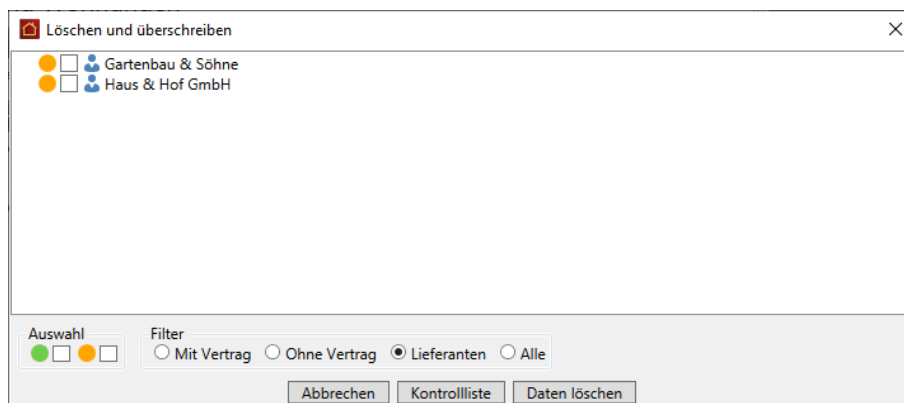 Löschen und überschreiben
Gartenbau & Söhne
Haus & Hof GmbH
Auswahl
Filter
Mit Vertrag
Ohne Vertrag
Lieferanten
Alle
Abbrechen
Kontrollliste
Daten löschen